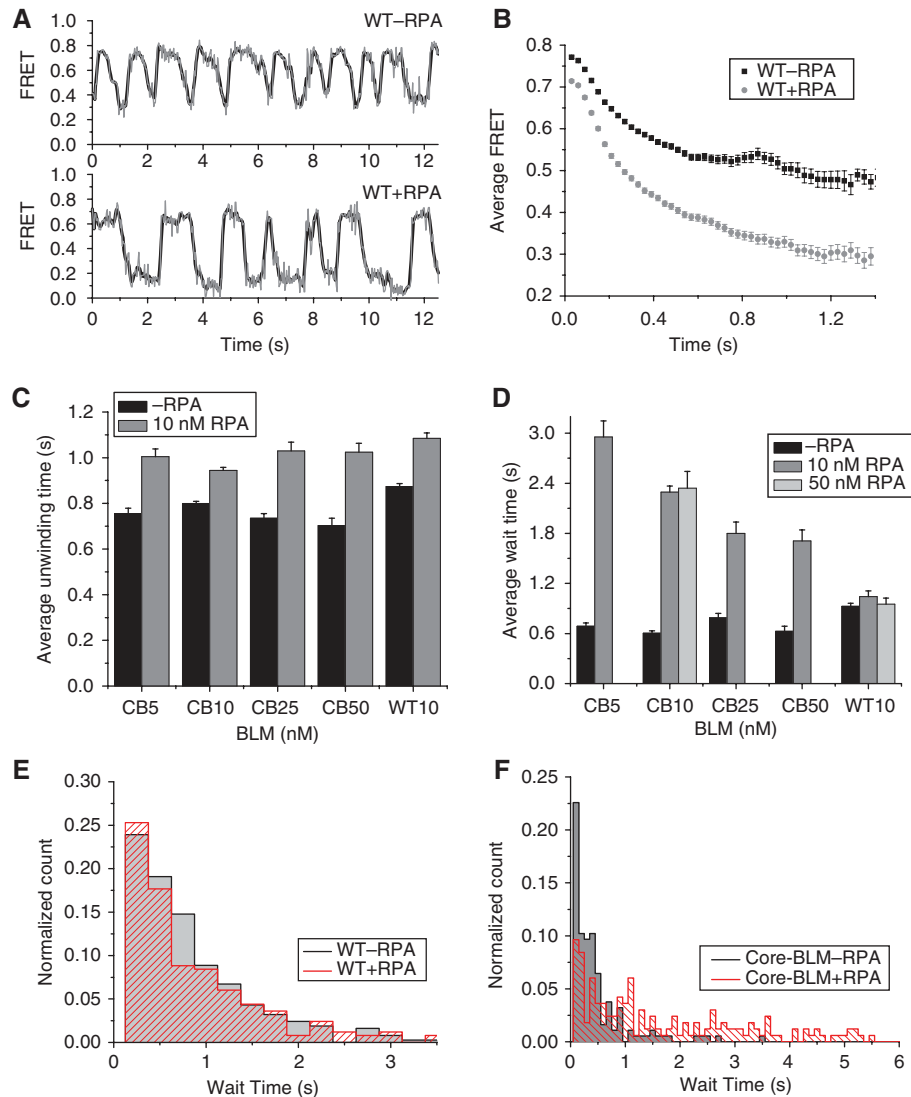 A
WT–RPA
FRET
1.0
0.8
0.6
0.4
0.2
0.0
0 2 4 6 8 10 12
WT+RPA
FRET
1.0
0.8
0.6
0.4
0.2
0.0
0 2 4 6 8 10 12
Time (s)
B
Average FRET
0.8
0.7
0.6
0.5
0.4
0.3
0.2
WT–RPA
WT+RPA
0.0 0.4 0.8 1.2
Time (s)
C
Average unwinding time (s)
–RPA
10 nM RPA
1.2
1.0
0.8
0.6
0.4
0.2
0.0
CB5 CB10 CB25 CB50 WT10
BLM (nM)
D
Average wait time (s)
3.0
2.4
1.8
1.2
0.6
0.0
–RPA
10 nM RPA
50 nM RPA
CB5 CB10 CB25 CB50 WT10
BLM (nM)
E
Normalized count
0.30
0.25
0.20
0.15
0.10
0.05
0.00
WT–RPA
WT+RPA
0 1 2 3
Wait Time (s)
F
Normalized count
0.25
0.20
0.15
0.10
0.05
0.00
Core-BLM–RPA
Core-BLM+RPA
0 1 2 3 4 5 6
Wait Time (s)